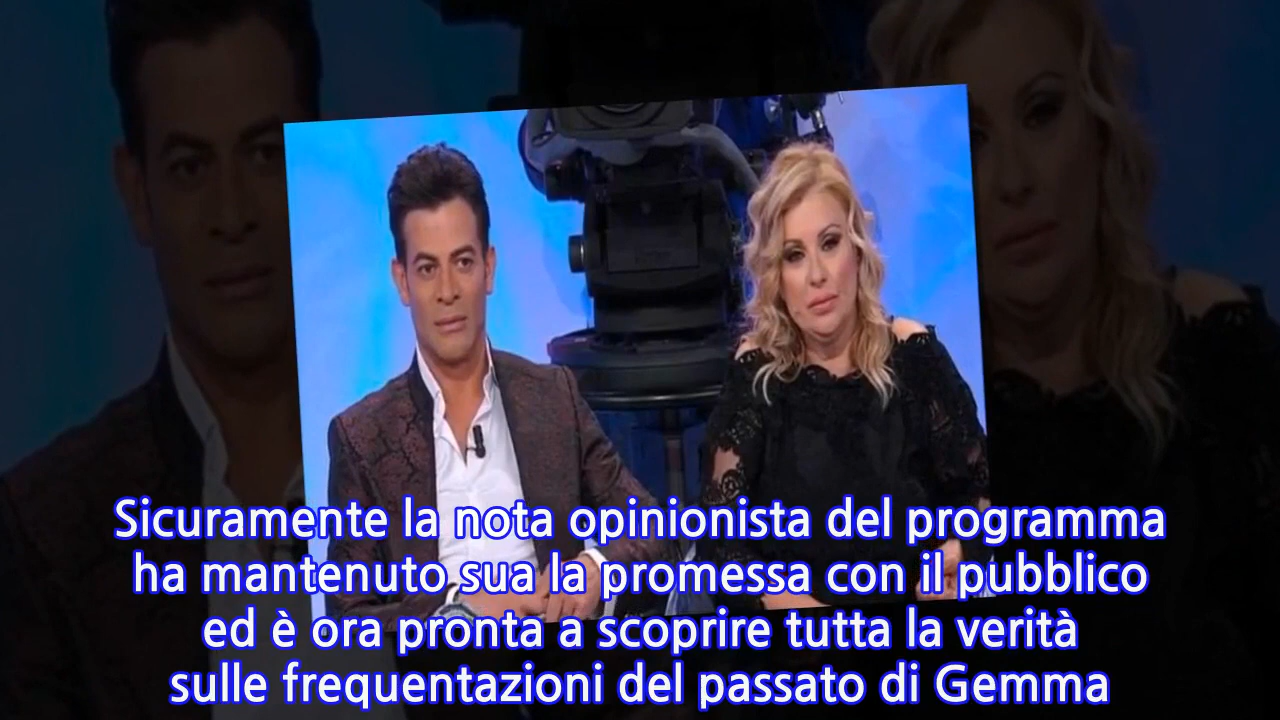 Sicuramente la nota opinionista del programma
ha mantenuto sua la promessa con il pubblico
ed è ora pronta a scoprire tutta la verità
sulle frequentazioni del passato di Gemma